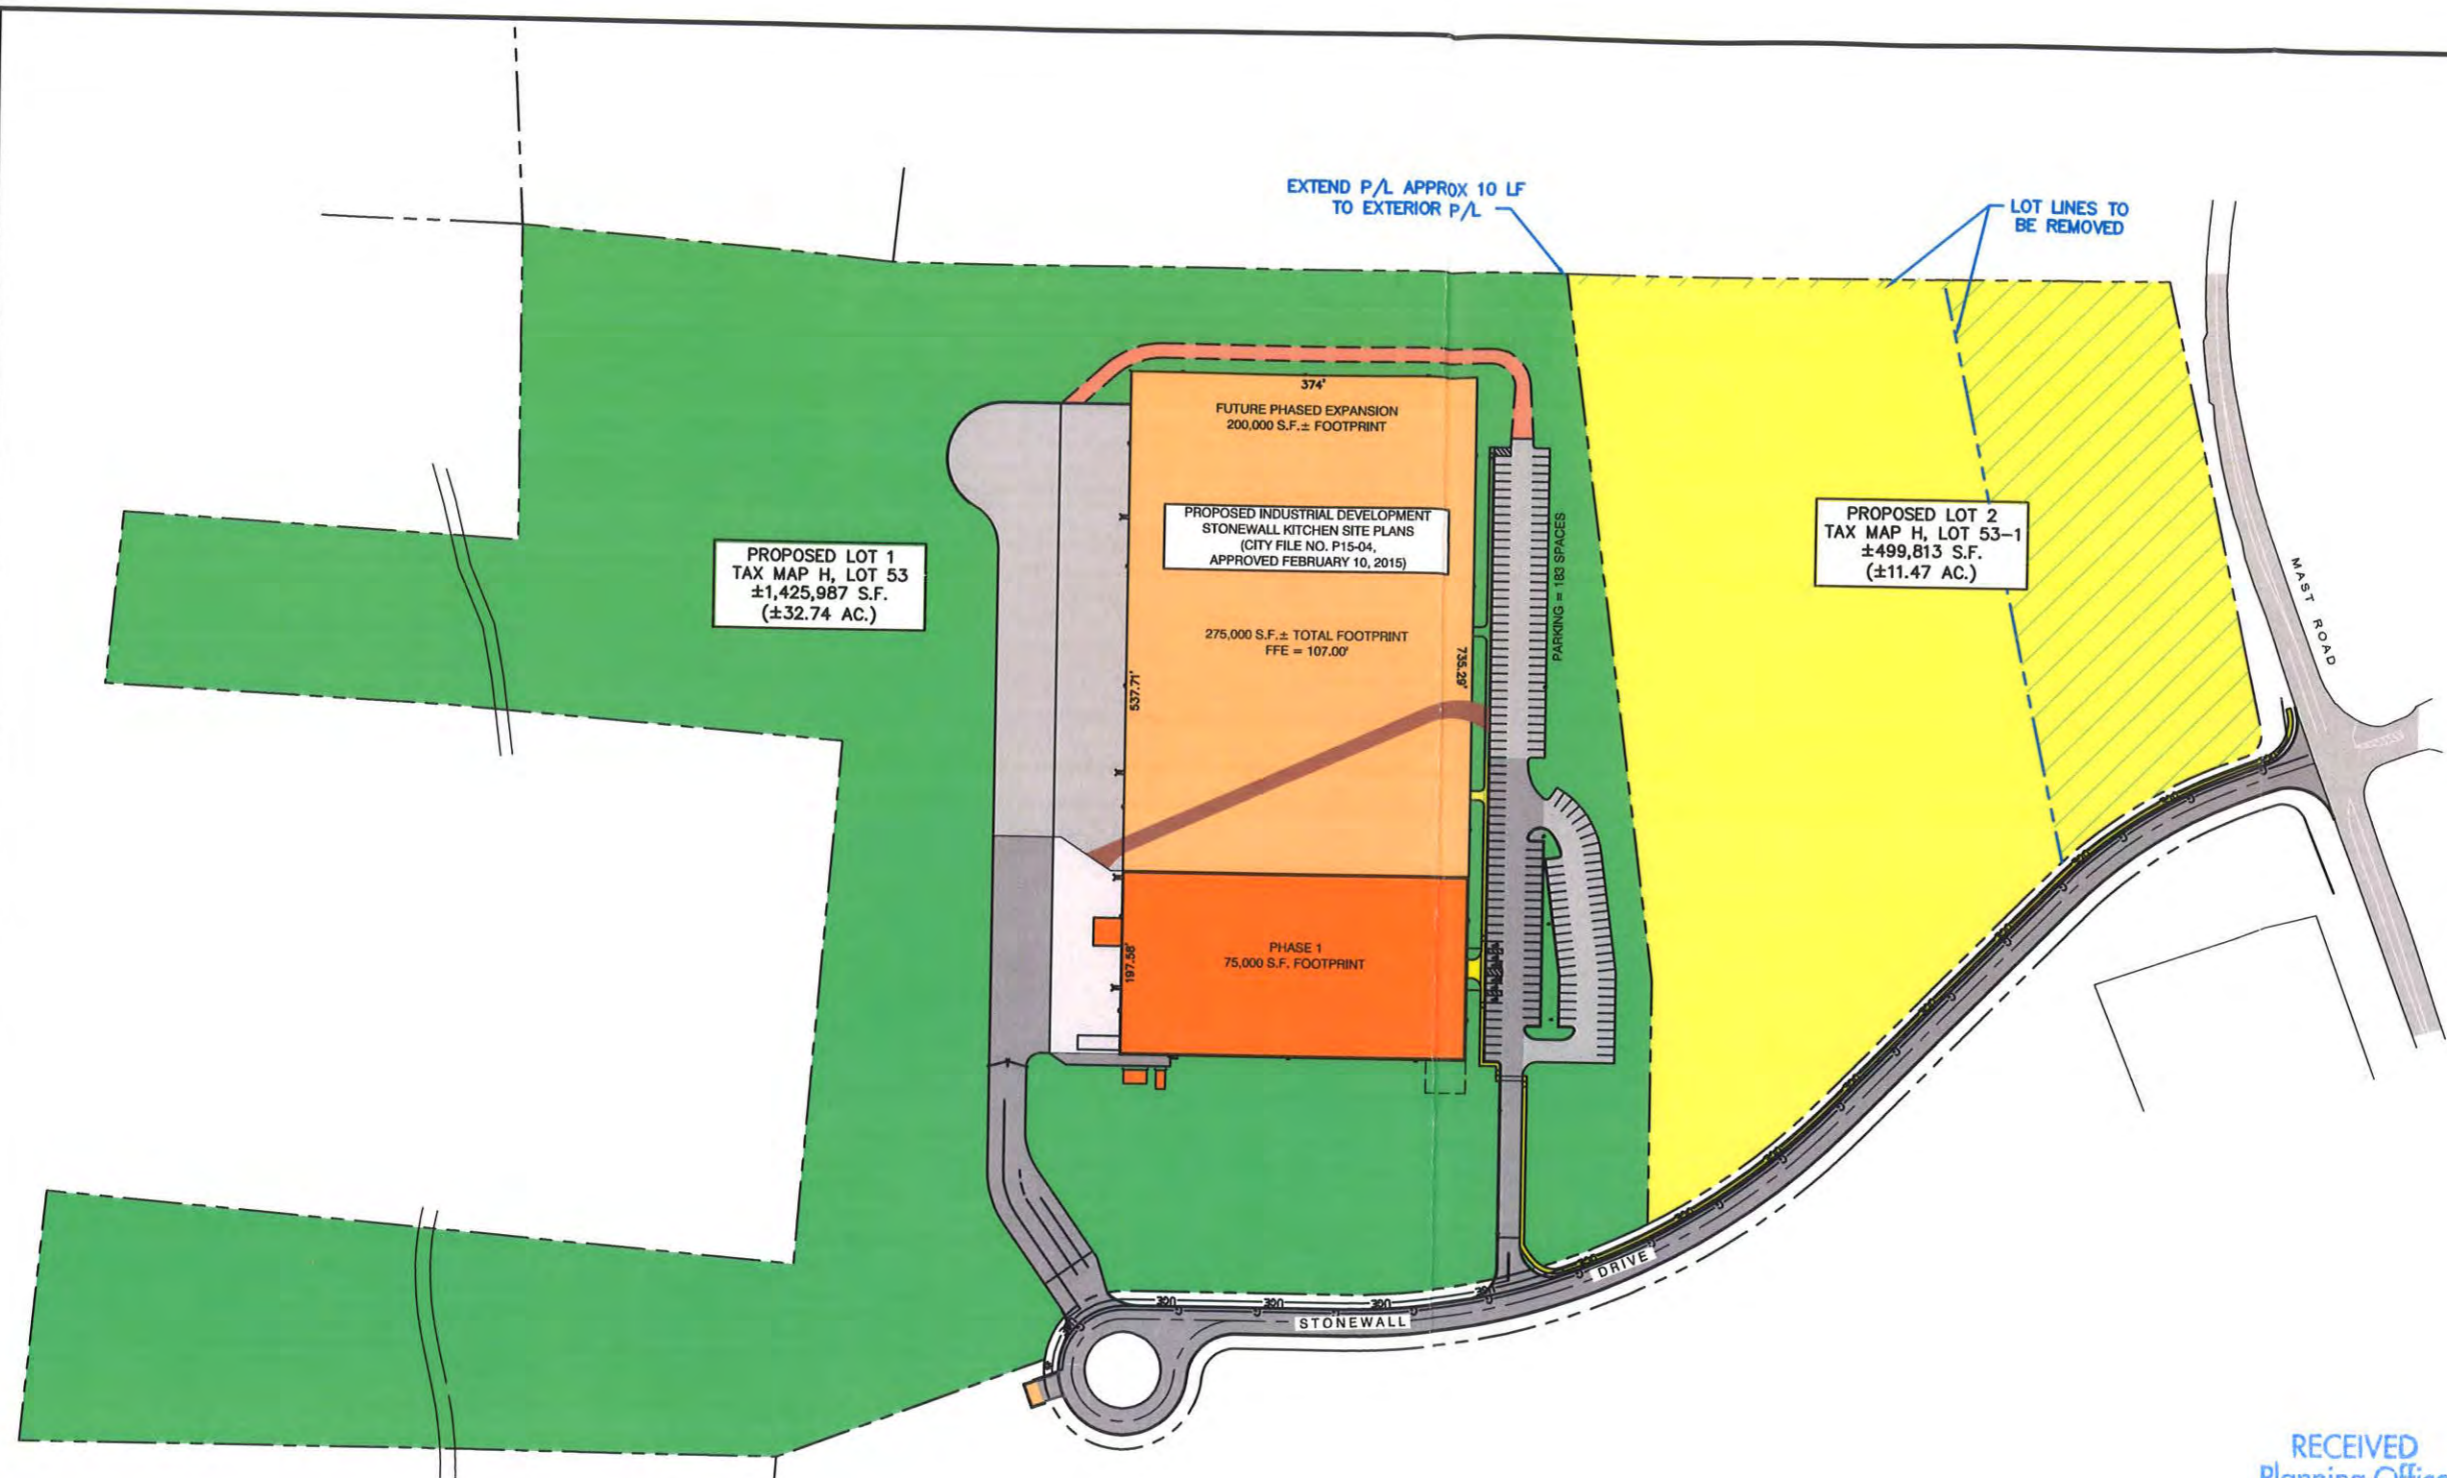 EXTEND P/L APPROX 10 LF
TO EXTERIOR P/L
LOT LINES TO
BE REMOVED
374'
FUTURE PHASED EXPANSION
200,000 S.F.± FOOTPRINT
PROPOSED INDUSTRIAL DEVELOPMENT
STONEWALL KITCHEN SITE PLANS
(CITY FILE NO. P15-04,
APPROVED FEBRUARY 10, 2015)
PROPOSED LOT 1
TAX MAP H, LOT 53
±1,425,987 S.F.
(±32.74 AC.)
PROPOSED LOT 2
TAX MAP H, LOT 53-1
±499,813 S.F.
(±11.47 AC.)
PARKING = 183 SPACES
MAST ROAD
275,000 S.F.± TOTAL FOOTPRINT
FFE = 107.00'
537.71'
735.29'
PHASE 1
75,000 S.F. FOOTPRINT
197.58'
STONEWALL
DRIVE
RECEIVED
Planning Office